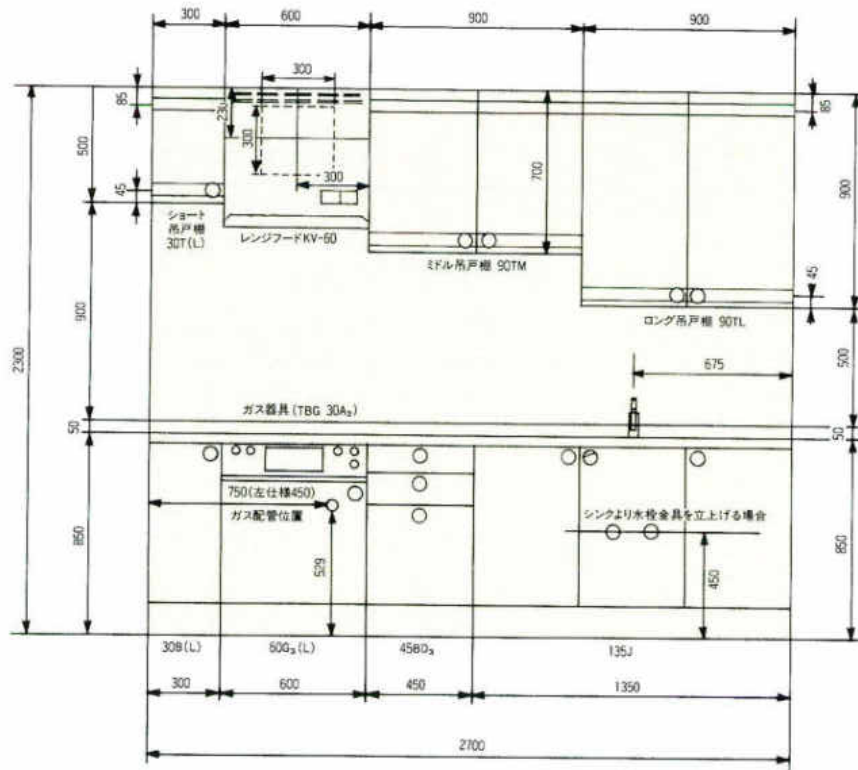 300
600
900
900
300
85
230
300
500
300
700
85
900
45
45
ショート
吊戸棚
30T(L)
レンジフードKV-60
ミドル吊戸棚 90TM
ロング吊戸棚 90TL
2300
900
500
675
ガス器具(TBG 30A₃)
50
50
750(左仕様450)
ガス配管位置
シンクより水栓金具を立上げる場合
850
529
450
850
30B(L)
60G₃(L)
45BD₃
135J
300
600
450
1350
2700